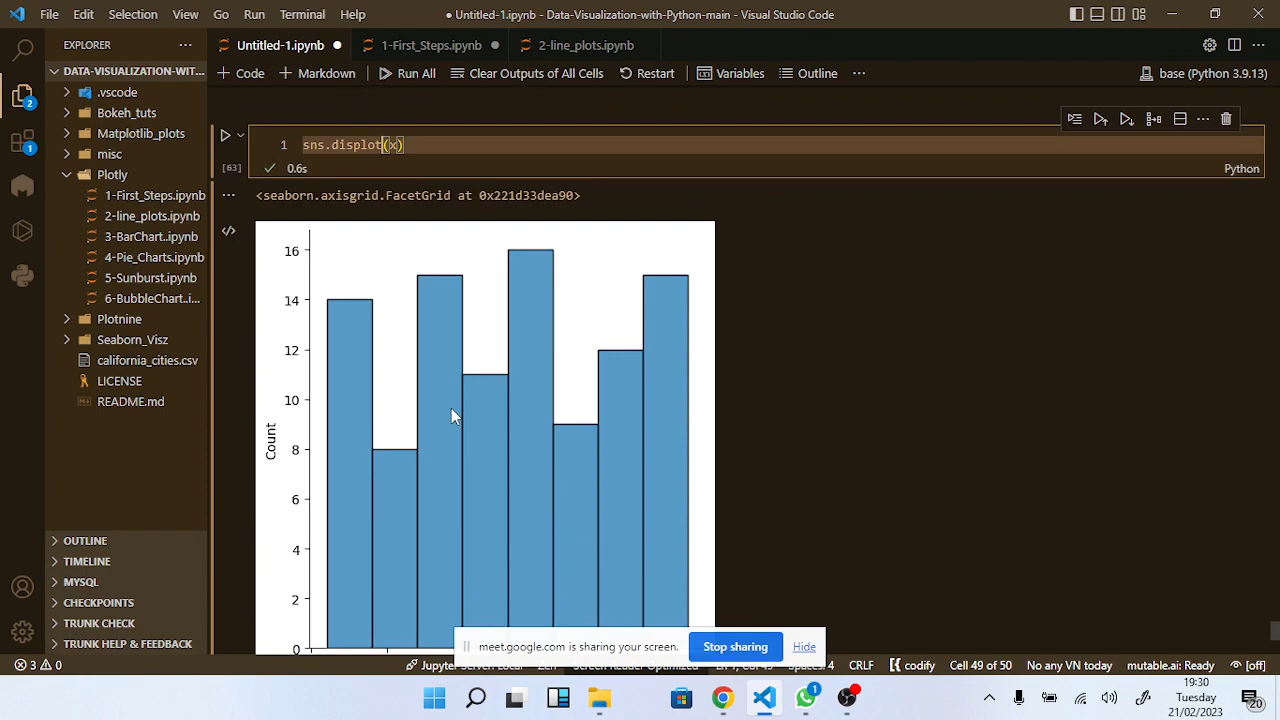 File Edit Selection View Go Run Terminal Help
● Untitled-1.ipynb - Data-Visualization-with-Python-main - Visual Studio Code
EXPLORER
Untitled-1.ipynb 1-First_Steps.ipynb 2-line_plots.ipynb
DATA-VISUALIZATION-WIT...
Code Markdown Run All Clear Outputs of All Cells Restart Variables Outline base (Python 3.9.13)
.vscode
Bokeh_tuts
Matplotlib_plots
misc
Plotly
1-First_Steps.ipynb
2-line_plots.ipynb
3-BarChart..ipynb
4-Pie_Charts.ipynb
5-Sunburst.ipynb
6-BubbleChart..i...
Plotnine
Seaborn_Visz
california_cities.csv
LICENSE
README.md
OUTLINE
TIMELINE
MYSQL
CHECKPOINTS
TRUNK CHECK
TRUNK HELP & FEEDBACK
2
1
1 sns.displot(x)
[63] 0.6s Python
<seaborn.axisgrid.FacetGrid at 0x221d33dea90>
16
14
12
10
8
6
4
2
0
Count
meet.google.com is sharing your screen. Stop sharing Hide
3 0 Jupyter Server: Local CRLF codify Cell 49 of 50 No any VN today mutable.ai: Ready [off]
1
19:30
Tuesday
21/02/2023
20